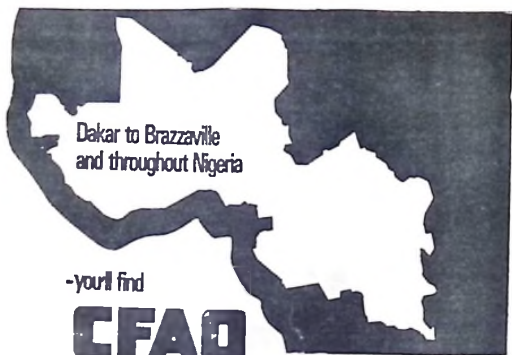 Dakar to Brazzaville
and throughout Nigeria
-you'll find
CFAO